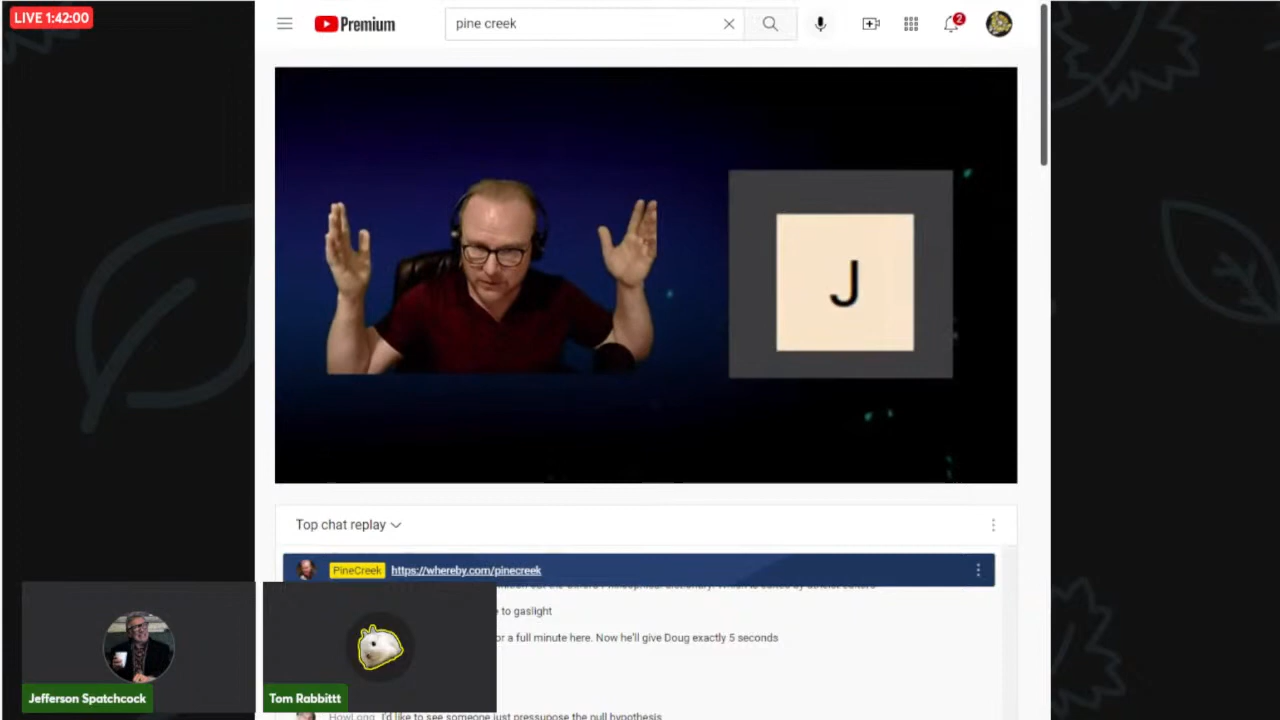 LIVE 1:42:00
Premium
pine creek
2
J
Top chat replay
PineCreek https://whereby.com/pinecreek
to gaslight
or a full minute here. Now he'll give Doug exactly 5 seconds
HowLong I'd like to see someone just presuppose the null hypothesis
Jefferson Spatchcock
Tom Rabbittt